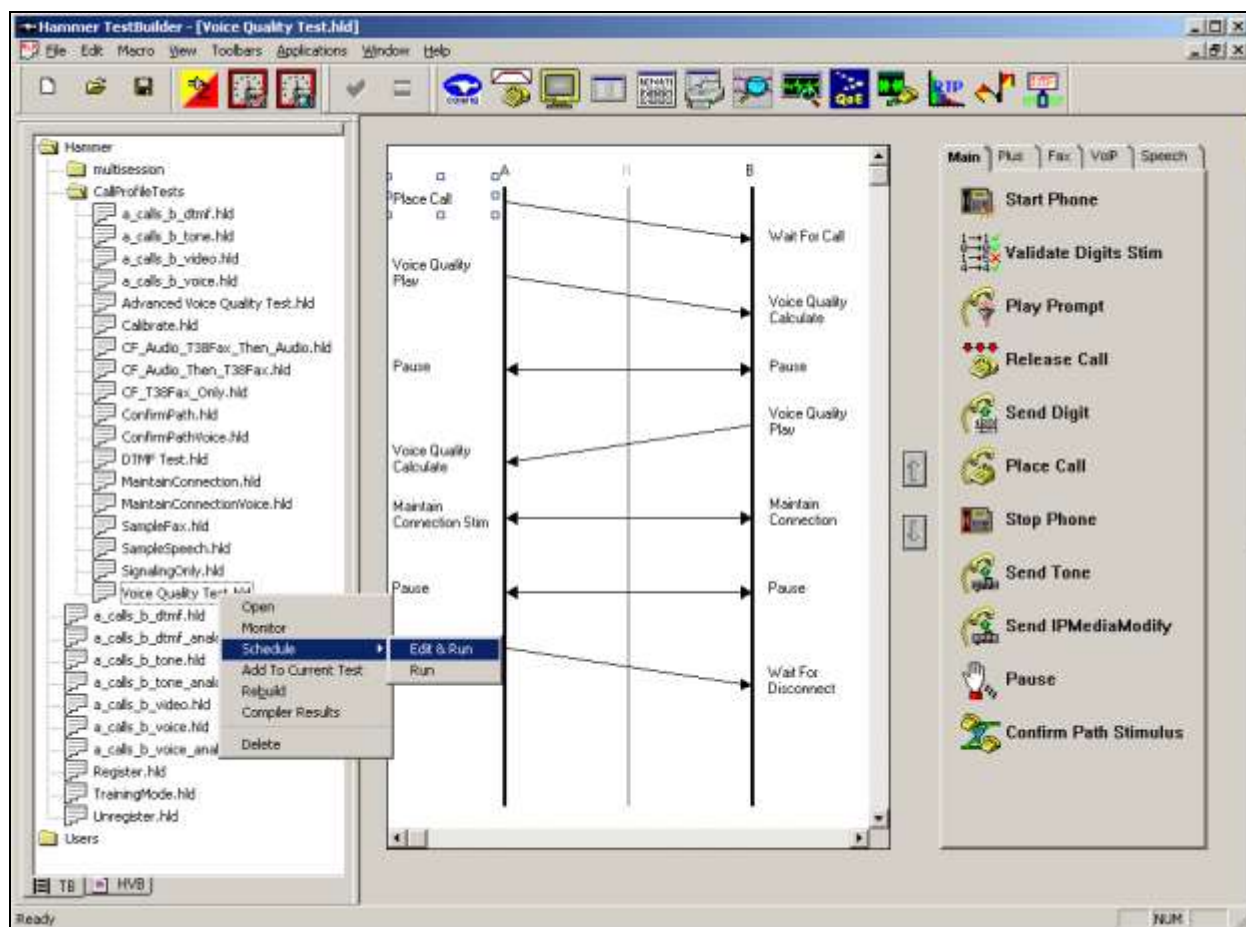 Hammer TestBuilder - [Voice Quality Test.hld]
File Edit Macro View Toolbars Applications Window Help
CONFIG
QoE
RTP
Hammer
multisession
CallProfileTests
a_calls_b_dtmf.hld
a_calls_b_tone.hld
a_calls_b_video.hld
a_calls_b_voice.hld
Advanced Voice Quality Test.hld
Calibrate.hld
CF_Audio_T38Fax_Then_Audio.hld
CF_Audio_Then_T38Fax.hld
CF_T38Fax_Only.hld
ConfirmPath.hld
ConfirmPathVoice.hld
DTMF Test.hld
MaintainConnection.hld
MaintainConnectionVoice.hld
SampleFax.hld
SampleSpeech.hld
SignalingOnly.hld
Voice Quality Test.hld
a_calls_b_dtmf.hld
a_calls_b_dtmf_anal
a_calls_b_tone.hld
a_calls_b_tone_anal
a_calls_b_video.hld
a_calls_b_voice.hld
a_calls_b_voice_anal
Register.hld
TrainingMode.hld
Unregister.hld
Users
TB HVB
Open
Monitor
Schedule
Add To Current Test
Rebuild
Compiler Results
Delete
Edit & Run
Run
A B
Place Call
Wait For Call
Voice Quality
Play
Voice Quality
Calculate
Pause Pause
Voice Quality
Play
Voice Quality
Calculate
Maintain
Connection Stim
Maintain
Connection
Pause Pause
Wait For
Disconnect
Main Plus Fax VoIP Speech
Start Phone
Validate Digits Stim
Play Prompt
Release Call
Send Digit
Place Call
Stop Phone
Send Tone
Send IPMediaModify
Pause
Confirm Path Stimulus
Ready NUM